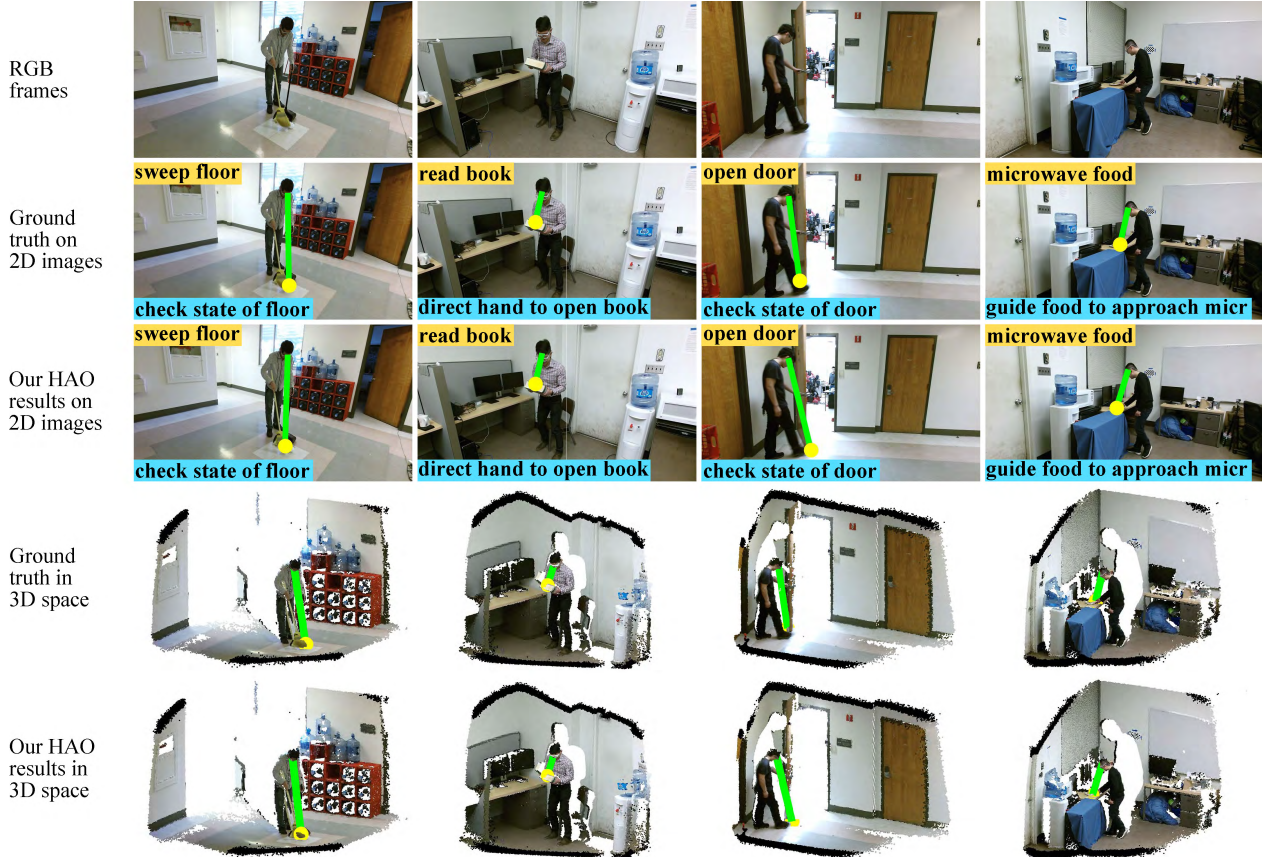 RGB
frames
sweep floor
read book
open door
microwave food
Ground
truth on
2D images
check state of floor
direct hand to open book
check state of door
guide food to approach micr
sweep floor
read book
open door
microwave food
Our HAO
results on
2D images
check state of floor
direct hand to open book
check state of door
guide food to approach micr
Ground
truth in
3D space
Our HAO
results in
3D space